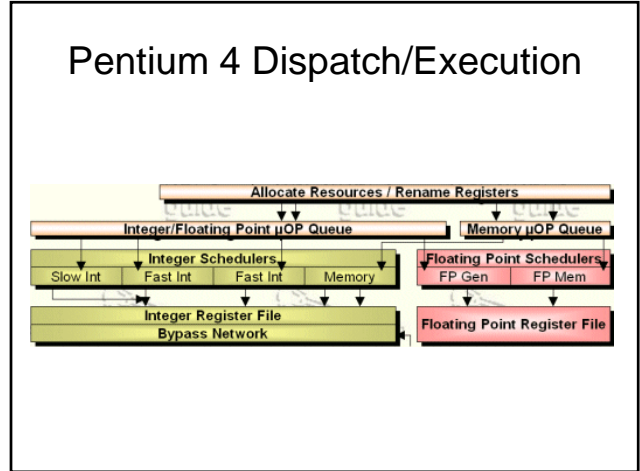 Pentium 4 Dispatch/Execution
Allocate Resources / Rename Registers
Integer/Floating Point µOP Queue
Memory µOP Queue
Integer Schedulers
Floating Point Schedulers
Slow Int
Fast Int
Fast Int
Memory
FP Gen
FP Mem
Integer Register File
Bypass Network
Floating Point Register File